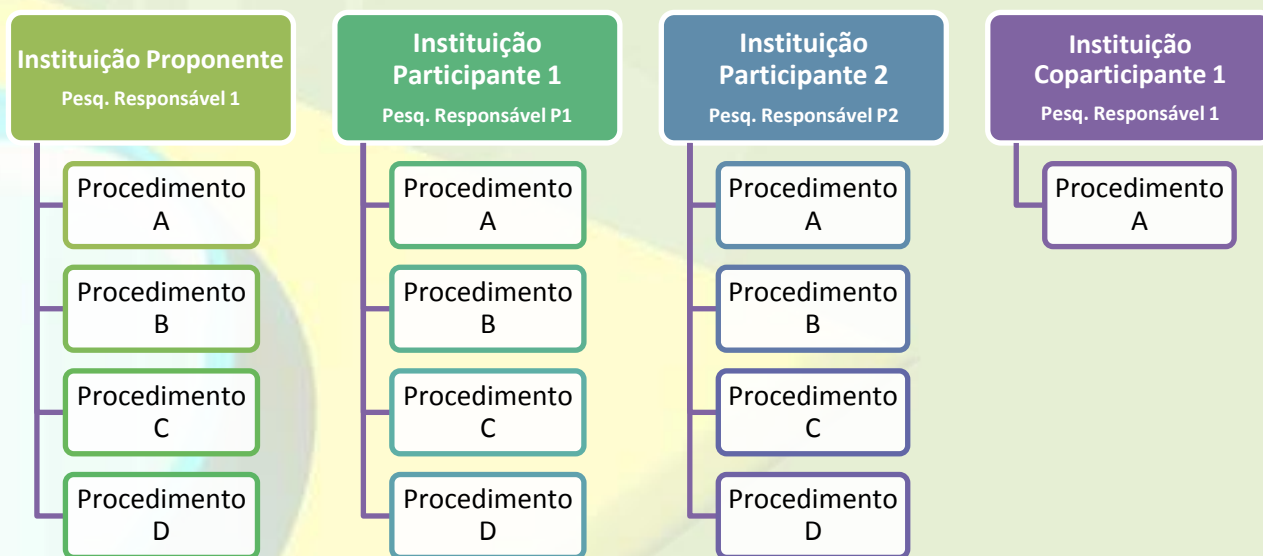 Instituição Proponente
Pesq. Responsável 1
Procedimento
A
Procedimento
B
Procedimento
C
Procedimento
D
Instituição
Participante 1
Pesq. Responsável P1
Procedimento
A
Procedimento
B
Procedimento
C
Procedimento
D
Instituição
Participante 2
Pesq. Responsável P2
Procedimento
A
Procedimento
B
Procedimento
C
Procedimento
D
Instituição
Coparticipante 1
Pesq. Responsável 1
Procedimento
A